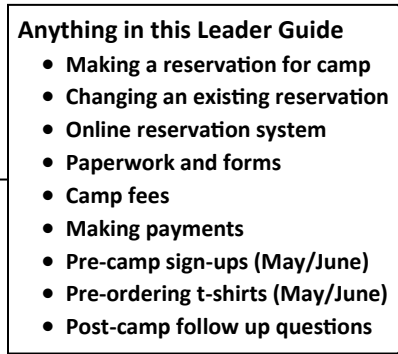 Anything in this Leader Guide
• Making a reservation for camp
• Changing an existing reservation
• Online reservation system
• Paperwork and forms
• Camp fees
• Making payments
• Pre-camp sign-ups (May/June)
• Pre-ordering t-shirts (May/June)
• Post-camp follow up questions